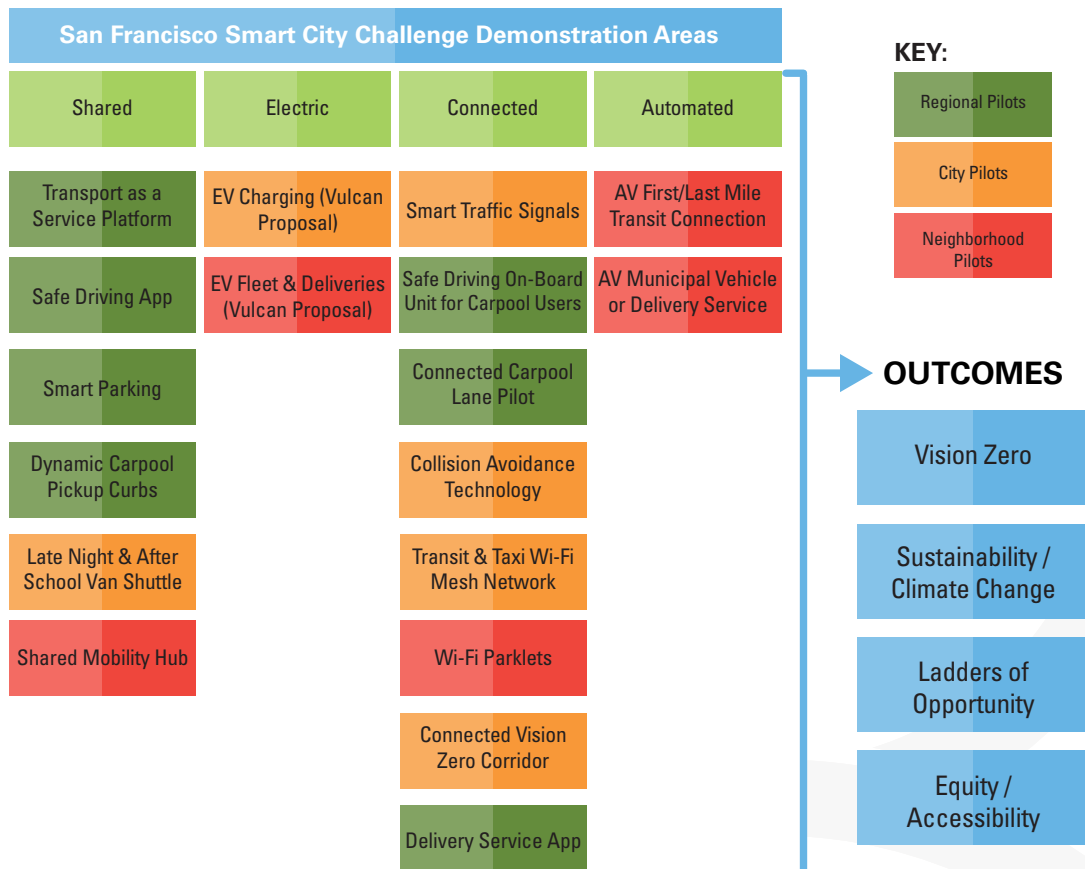 San Francisco Smart City Challenge Demonstration Areas
Shared
Electric
Connected
Automated
Transport as a
Service Platform
EV Charging (Vulcan
Proposal)
Smart Traffic Signals
AV First/Last Mile
Transit Connection
Safe Driving App
EV Fleet & Deliveries
(Vulcan Proposal)
Safe Driving On-Board
Unit for Carpool Users
AV Municipal Vehicle
or Delivery Service
Smart Parking
Connected Carpool
Lane Pilot
Dynamic Carpool
Pickup Curbs
Collision Avoidance
Technology
Late Night & After
School Van Shuttle
Transit & Taxi Wi-Fi
Mesh Network
Shared Mobility Hub
Wi-Fi Parklets
Connected Vision
Zero Corridor
Delivery Service App
KEY:
Regional Pilots
City Pilots
Neighborhood
Pilots
OUTCOMES
Vision Zero
Sustainability /
Climate Change
Ladders of
Opportunity
Equity /
Accessibility